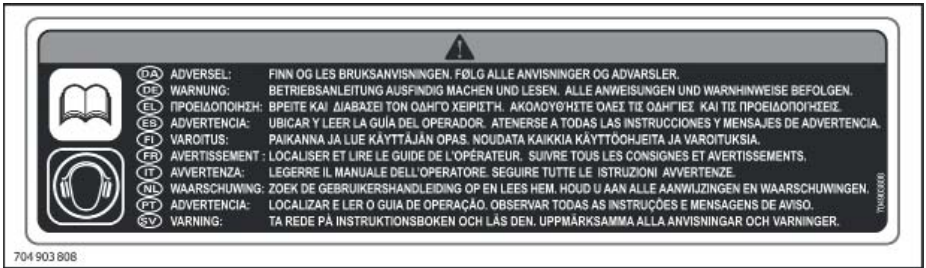 DA ADVERSEL: FINN OG LES BRUKSANVISNINGEN. FØLG ALLE ANVISNINGER OG ADVARSLER.
DE WARNUNG: BETRIEBSANLEITUNG AUSFINDIG MACHEN UND LESEN. ALLE ANWEISUNGEN UND WARNHINWEISE BEFOLGEN.
EL ΠΡΟΕΙΔΟΠΟΙΗΣΗ: ΒΡΕΙΤΕ ΚΑΙ ΔΙΑΒΑΣΕΙ ΤΟΝ ΟΔΗΓΟ ΧΕΙΡΙΣΤΗ. ΑΚΟΛΟΥΘΉΣΤΕ ΌΛΕΣ ΤΙΣ ΟΔΗΓΊΕΣ ΚΑΙ ΤΙΣ ΠΡΟΕΙΔΟΠΟΙΉΣΕΙΣ.
ES ADVERTENCIA: UBICAR Y LEER LA GUÍA DEL OPERADOR. ATENERSE A TODAS LAS INSTRUCCIONES Y MENSAJES DE ADVERTENCIA.
FI VAROITUS: PAIKANNA JA LUE KÄYTTÄJÄN OPAS. NOUDATA KAIKKIA KÄYTTÖOHJEITA JA VAROITUKSIA.
FR AVERTISSEMENT : LOCALISER ET LIRE LE GUIDE DE L'OPÉRATEUR. SUIVRE TOUS LES CONSIGNES ET AVERTISSEMENTS.
IT AVVERTENZA: LEGERRE IL MANUALE DELL'OPERATORE. SEGUIRE TUTTE LE ISTRUZIONI AVVERTENZE.
NL WAARSCHUWING: ZOEK DE GEBRUIKERSHANDLEIDING OP EN LEES HEM. HOUD U AAN ALLE AANWIJZINGEN EN WAARSCHUWINGEN.
PT ADVERTENCIA: LOCALIZAR E LER O GUIA DE OPERAÇÃO. OBSERVAR TODAS AS INSTRUÇÕES E MENSAGENS DE AVISO.
SV VARNING: TA REDE PÅ INSTRUKTIONSBOKEN OCH LÄS DEN. UPPMÄRKSAMMA ALLA ANVISNINGAR OCH VARNINGER.
704903808
704 903 808